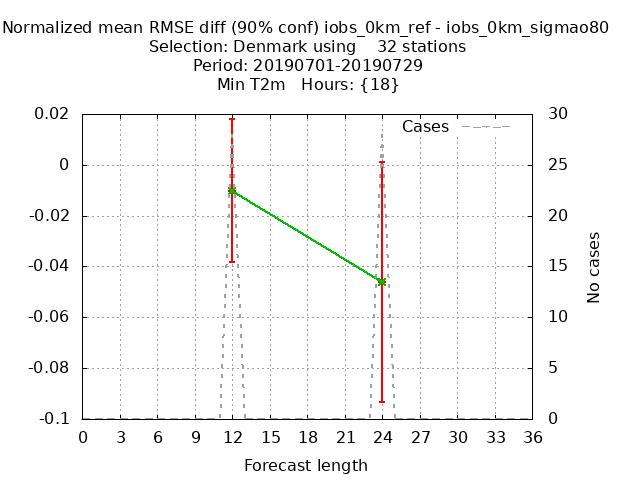 Normalized mean RMSE diff (90% conf) iobs_0km_ref - iobs_0km_sigmao80
Selection: Denmark using    32 stations
Period: 20190701-20190729
Min T2m   Hours: {18}
Cases
0.02
0
-0.02
-0.04
-0.06
-0.08
-0.1
30
25
20
15
10
5
0
No cases
0 3 6 9 12 15 18 21 24 27 30 33 36
Forecast length